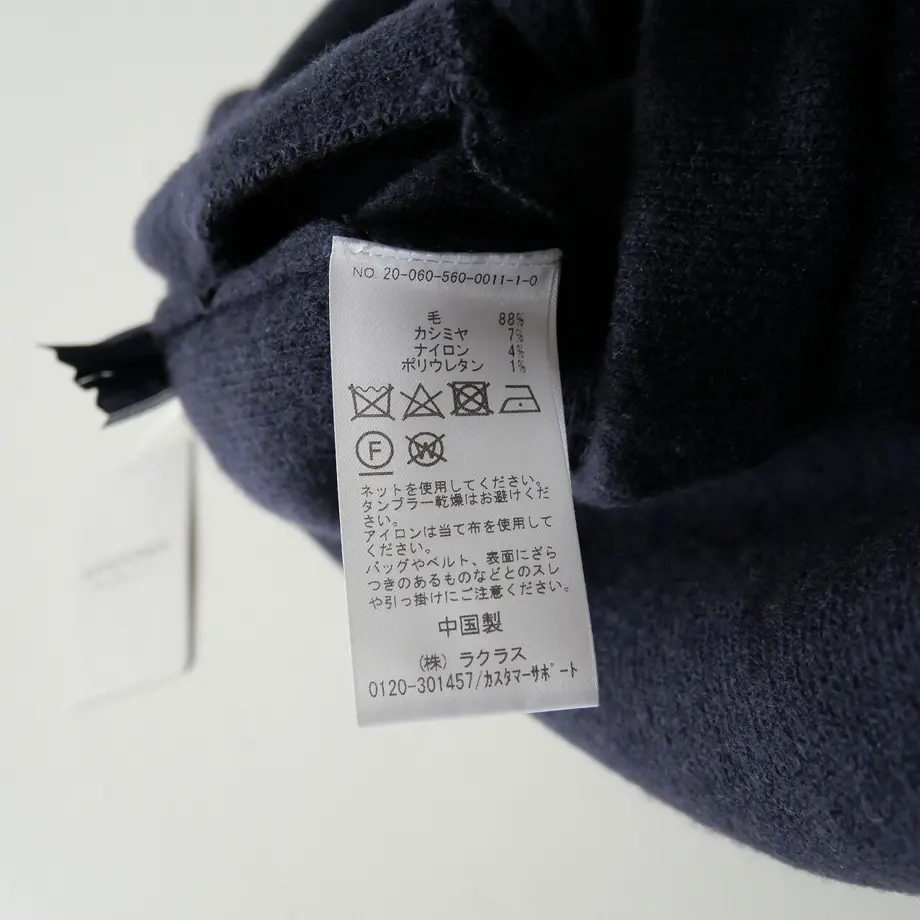 NO 20-060-560-0011-1-0
毛 88%
カシミヤ 7%
ナイロン 4%
ポリウレタン 1%
F
W
ネットを使用してください。
タンブラー乾燥はお避けくだ
さい。
アイロンは当て布を使用して
ください。
バッグやベルト、表面にざら
つきのあるものなどとのスレ
や引っ掛けにご注意ください。
中国製
(株) ラクラス
0120-301457/カスタマーサポート